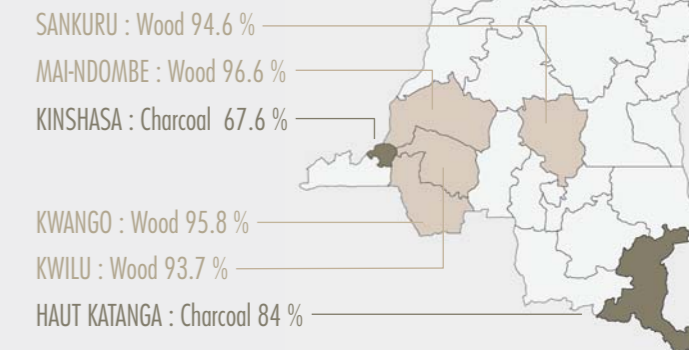 SANKURU : Wood 94.6 %
MAI-NDOMBE : Wood 96.6 %
KINSHASA : Charcoal 67.6 %
KWANGO : Wood 95.8 %
KWILU : Wood 93.7 %
HAUT KATANGA : Charcoal 84 %